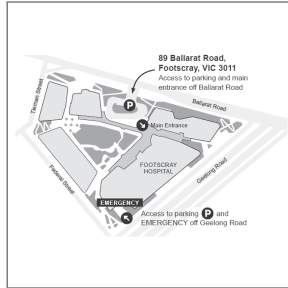 89 Ballarat Road,
Footscray, VIC 3011
Access to parking and main
entrance off Ballarat Road
Tiernan Street
P
Ballarat Road
Main Entrance
FOOTSCRAY
HOSPITAL
Geelong Road
Federal Street
EMERGENCY
Access to parking P and
EMERGENCY off Geelong Road